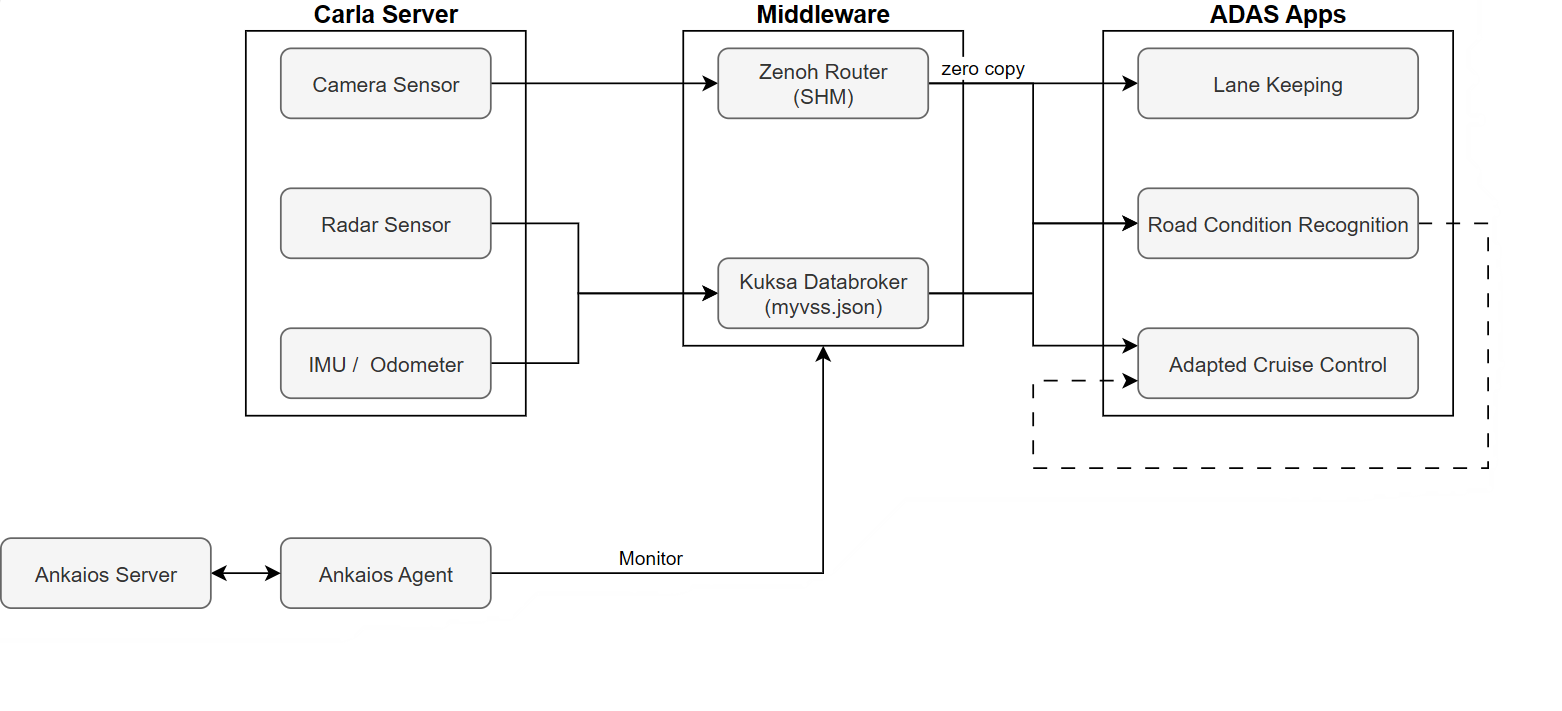 Carla Server
Middleware
ADAS Apps
Camera Sensor
Zenoh Router
(SHM)
zero copy
Lane Keeping
Radar Sensor
Road Condition Recognition
Kuksa Databroker
(myvss.json)
IMU /  Odometer
Adapted Cruise Control
Ankaios Server
Ankaios Agent
Monitor